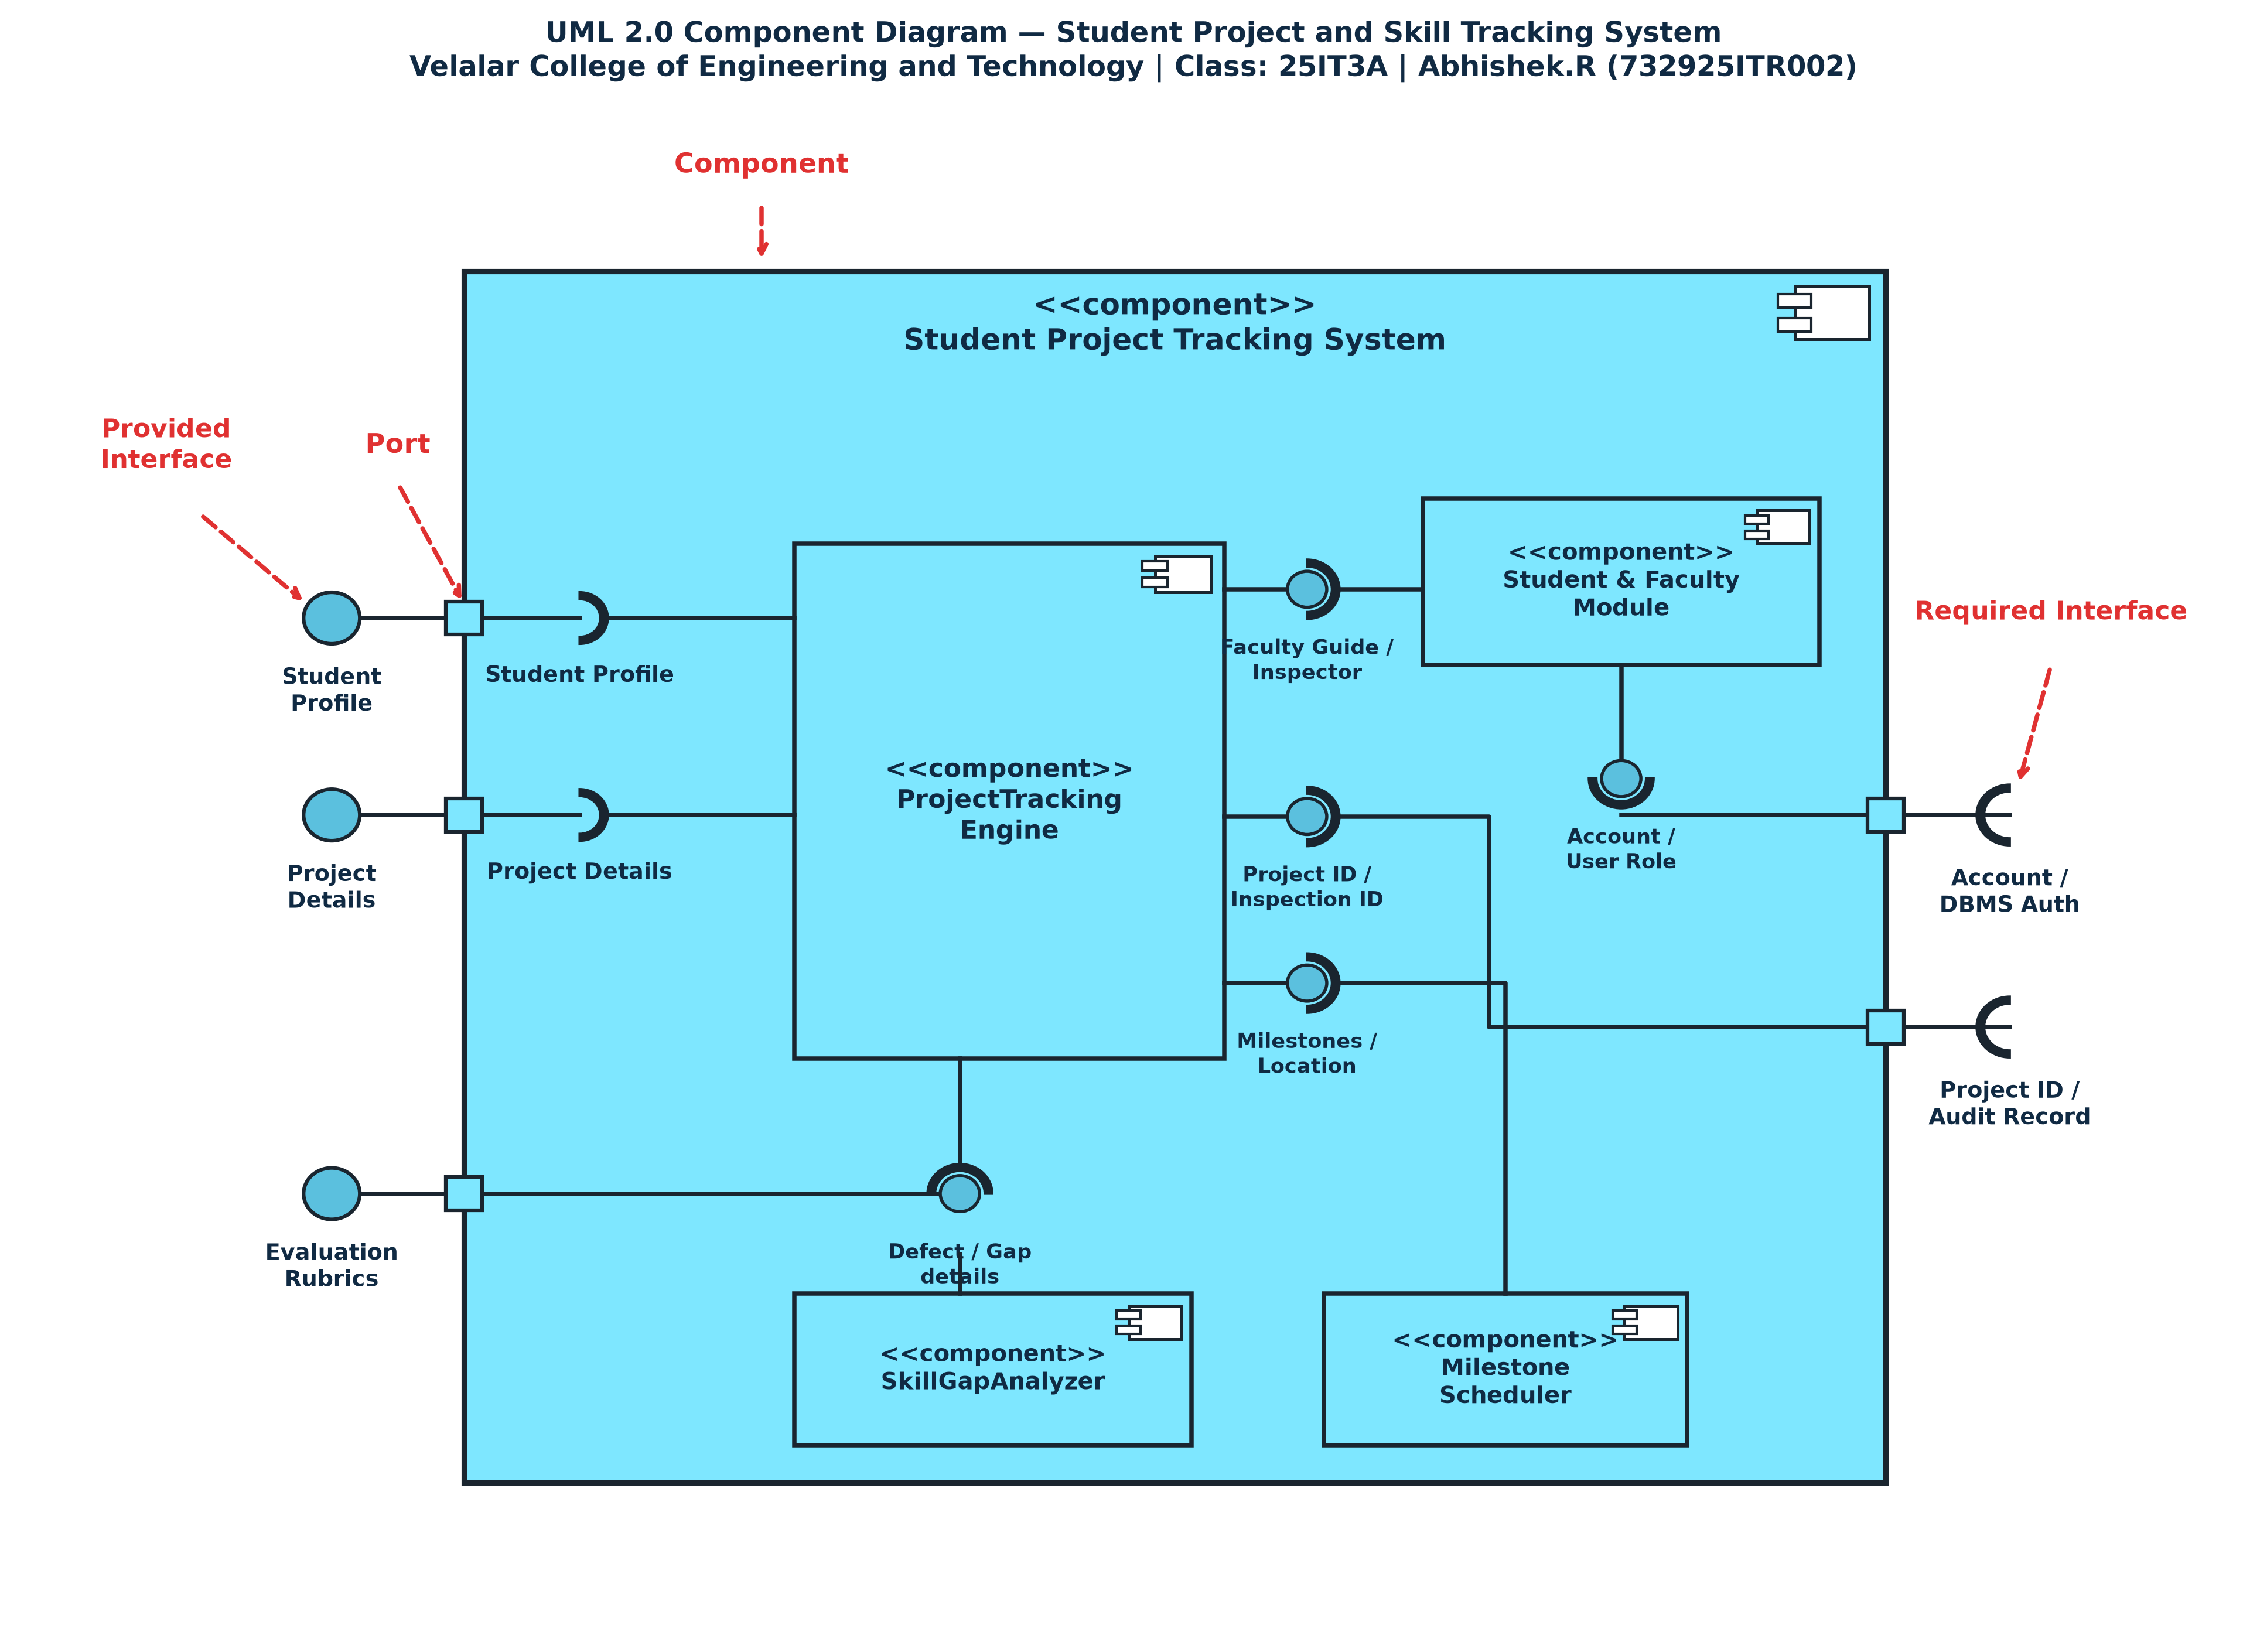 UML 2.0 Component Diagram — Student Project and Skill Tracking System
Velalar College of Engineering and Technology | Class: 25IT3A | Abhishek.R (732925ITR002)
Component
<<component>>
Student Project Tracking System
Provided
Interface
Port
<<component>>
Student & Faculty
Module
Required Interface
Student
Profile
Student Profile
Faculty Guide /
Inspector
<<component>>
ProjectTracking
Engine
Project
Details
Project Details
Project ID /
Inspection ID
Account /
User Role
Account /
DBMS Auth
Milestones /
Location
Project ID /
Audit Record
Evaluation
Rubrics
Defect / Gap
details
<<component>>
SkillGapAnalyzer
<<component>>
Milestone
Scheduler